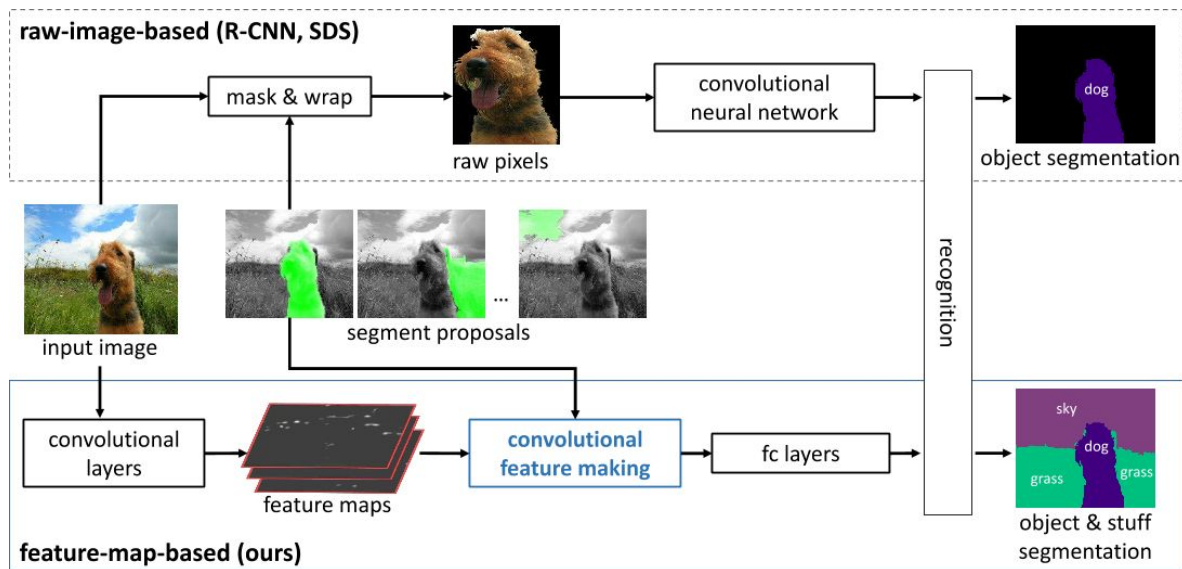 raw-image-based (R-CNN, SDS)
mask & wrap
raw pixels
convolutional
neural network
dog
object segmentation
input image
...
segment proposals
recognition
convolutional
layers
feature maps
convolutional
feature making
fc layers
sky
dog
grass
grass
object & stuff
segmentation
feature-map-based (ours)